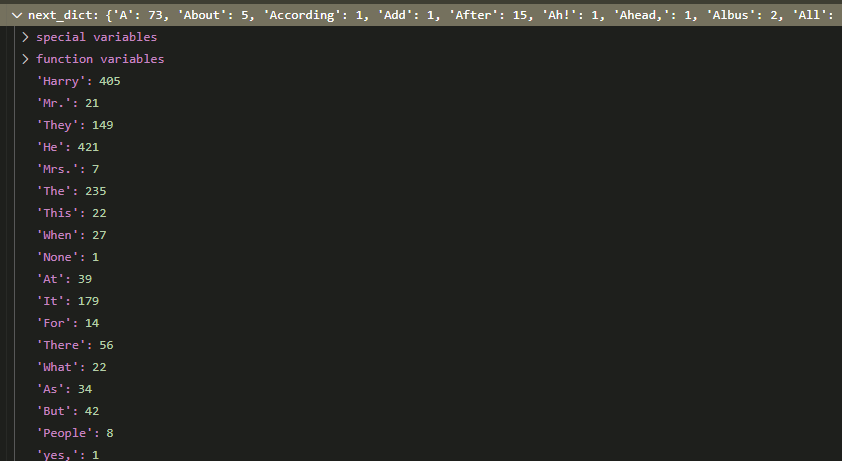 next_dict: {'A': 73, 'About': 5, 'According': 1, 'Add': 1, 'After': 15, 'Ah!': 1, 'Ahead,': 1, 'Albus': 2, 'All':
special variables
function variables
'Harry': 405
'Mr.': 21
'They': 149
'He': 421
'Mrs.': 7
'The': 235
'This': 22
'When': 27
'None': 1
'At': 39
'It': 179
'For': 14
'There': 56
'What': 22
'As': 34
'But': 42
'People': 8
'yes,': 1